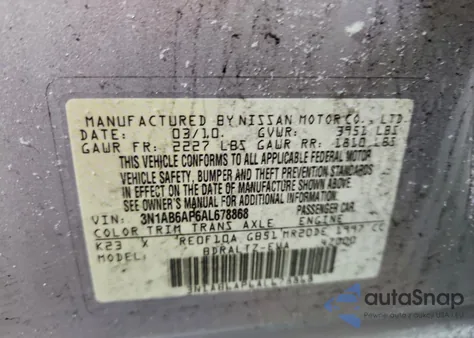 MANUFACTURED BY NISSAN MOTOR CO., LTD
DATE: 03/10. GVWR: 3951 LBS
GAWR FR: 2227 LBS GAWR RR: 1810 LBS
THIS VEHICLE CONFORMS TO ALL APPLICABLE FEDERAL MOTOR
VEHICLE SAFETY, BUMPER AND THEFT PREVENTION STANDARDS
IN EFFECT ON THE DATE OF MANUFACTURE SHOWN ABOVE.
SEE OWNER'S MANUAL FOR ADDITIONAL INFORMATION.
VIN: 3N1AB6AP6AL678868 PASSENGER CAR
COLOR TRIM TRANS AXLE ENGINE
K23 RE0F10A GB51 MR20DE 1997 CC
MODEL: BDRALTZ-EWA
autoSnap